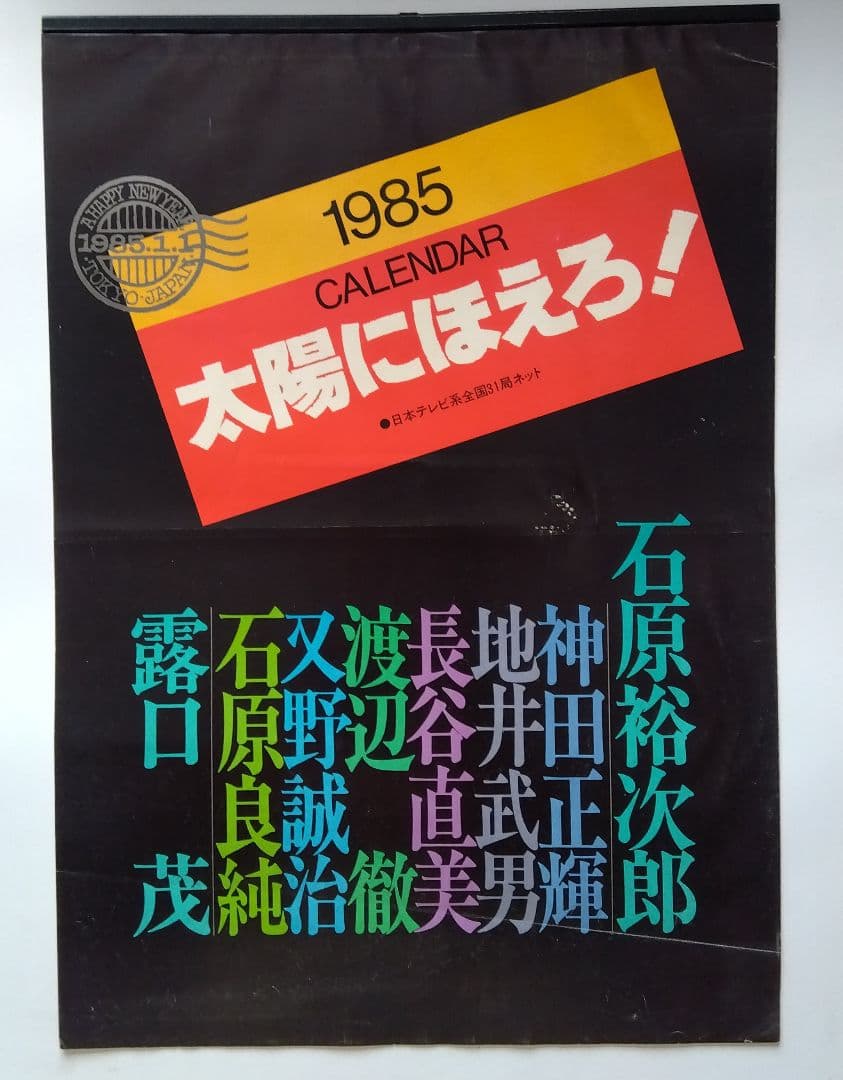 A HAPPY NEW YEAR
1985.1.1
・TOKYO・JAPAN・
1985
CALENDAR
太陽にほえろ!
●日本テレビ系全国31局ネット
石原裕次郎
神田正輝
地井武男
長谷直美
渡辺 徹
又野誠治
石原良純
露口 茂